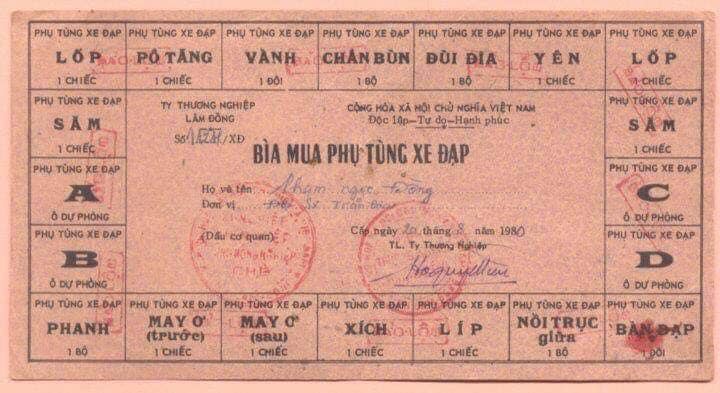 PHỤ TÙNG XE ĐẠP
LỐP
1 CHIẾC
PHỤ TÙNG XE ĐẠP
PÔ TĂNG
1 CHIẾC
PHỤ TÙNG XE ĐẠP
VÀNH
1 ĐÔI
PHỤ TÙNG XE ĐẠP
CHẮN BÙN
1 BỘ
PHỤ TÙNG XE ĐẠP
ĐÙI ĐĨA
1 BỘ
PHỤ TÙNG XE ĐẠP
YÊN
1 CHIẾC
PHỤ TÙNG XE ĐẠP
LỐP
1 CHIẾC
PHỤ TÙNG XE ĐẠP
SĂM
1 CHIẾC
PHỤ TÙNG XE ĐẠP
A
Ô DỰ PHÒNG
PHỤ TÙNG XE ĐẠP
B
Ô DỰ PHÒNG
TY THƯƠNG NGHIỆP
LÂM ĐỒNG
Số /XĐ
CỘNG HÒA XÃ HỘI CHỦ NGHĨA VIỆT NAM
Độc lập—Tự do—Hạnh phúc
BÌA MUA PHỤ TÙNG XE ĐẠP
Họ và tên Phạm ngọc
Đơn vị
(Dấu cơ quan)
Cấp ngày 20 tháng 3 năm 1980
TL. Ty Thương Nghiệp
PHỤ TÙNG XE ĐẠP
SĂM
1 CHIẾC
PHỤ TÙNG XE ĐẠP
C
Ô DỰ PHÒNG
PHỤ TÙNG XE ĐẠP
D
Ô DỰ PHÒNG
PHỤ TÙNG XE ĐẠP
PHANH
1 BỘ
PHỤ TÙNG XE ĐẠP
MAY Ơ
(trước)
1 CHIẾC
PHỤ TÙNG XE ĐẠP
MAY Ơ
(sau)
1 CHIẾC
PHỤ TÙNG XE ĐẠP
XÍCH
1 CHIẾC
PHỤ TÙNG XE ĐẠP
LÍP
1 CHIẾC
PHỤ TÙNG XE ĐẠP
NỒI TRỤC
giữa
1 BỘ
PHỤ TÙNG XE ĐẠP
BÀN ĐẠP
1 ĐÔI
BẢO-LỘC